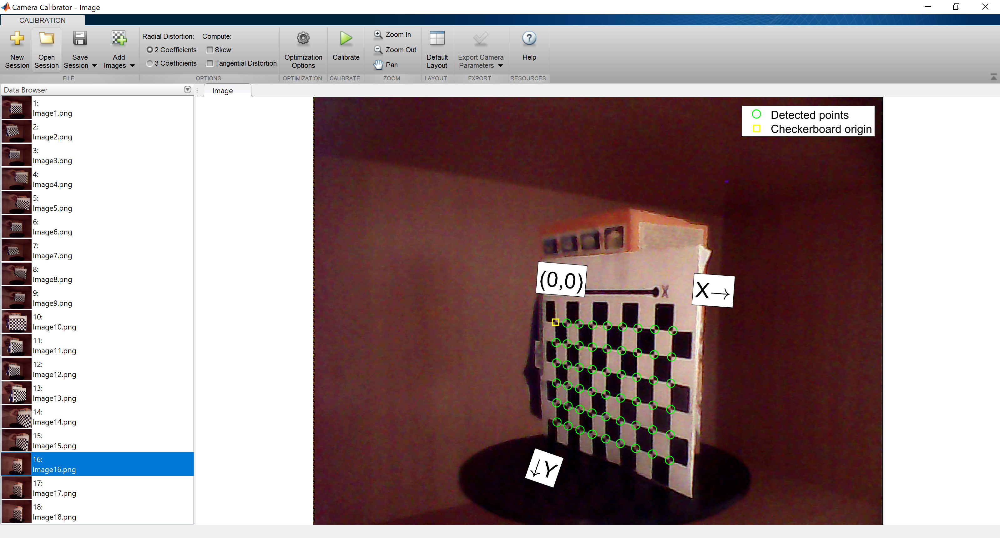 Camera Calibrator - Image
CALIBRATION
New Session
Open Session
Save Session
Add Images
Radial Distortion:
2 Coefficients
3 Coefficients
Compute:
Skew
Tangential Distortion
Optimization Options
Calibrate
Zoom In
Zoom Out
Pan
Default Layout
Export Camera Parameters
Help
FILE
OPTIONS
OPTIMIZATION
CALIBRATE
ZOOM
LAYOUT
EXPORT
RESOURCES
Data Browser
1:
Image1.png
2:
Image2.png
3:
Image3.png
4:
Image4.png
5:
Image5.png
6:
Image6.png
7:
Image7.png
8:
Image8.png
9:
Image9.png
10:
Image10.png
11:
Image11.png
12:
Image12.png
13:
Image13.png
14:
Image14.png
15:
Image15.png
16:
Image16.png
17:
Image17.png
18:
Image18.png
Image
Detected points
Checkerboard origin
(0,0)
X
X→
↓Y